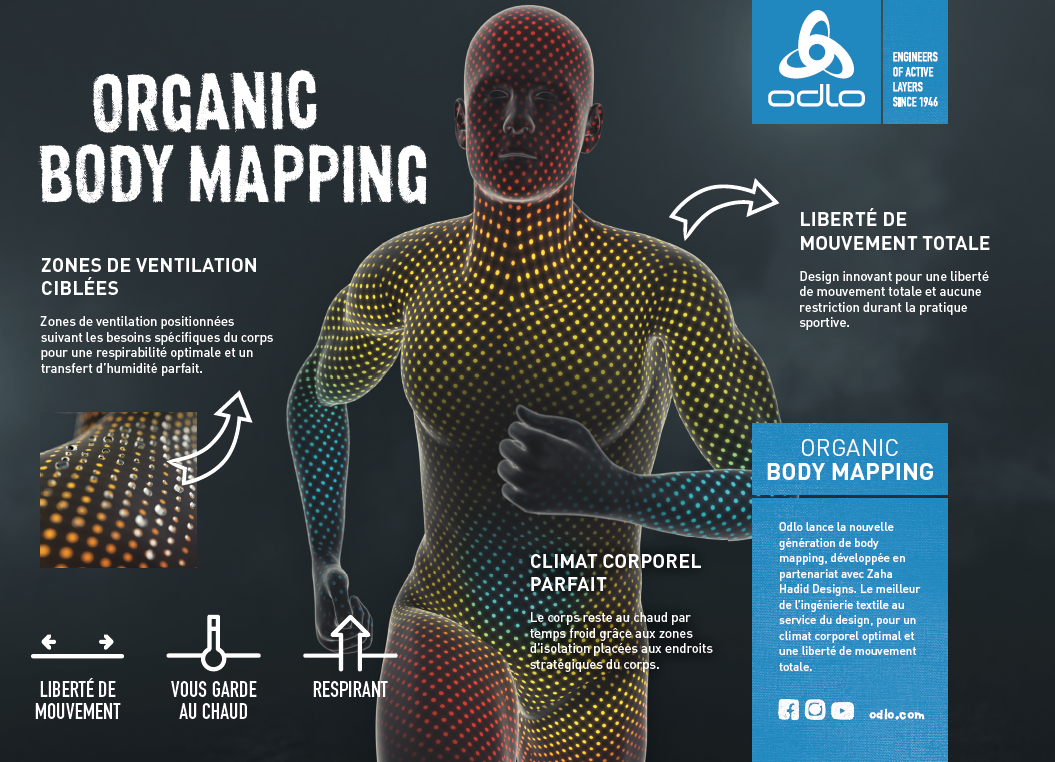 ORGANIC
BODY MAPPING
ZONES DE VENTILATION
CIBLÉES
Zones de ventilation positionnées
suivant les besoins spécifiques du corps
pour une respirabilité optimale et un
transfert d'humidité parfait.
LIBERTÉ DE
MOUVEMENT
VOUS GARDE
AU CHAUD
RESPIRANT
CLIMAT CORPOREL
PARFAIT
Le corps reste au chaud par
temps froid grâce aux zones
d'isolation placées aux endroits
stratégiques du corps.
odlo
ENGINEERS
OF ACTIVE
LAYERS
SINCE 1946
LIBERTÉ DE
MOUVEMENT TOTALE
Design innovant pour une liberté
de mouvement totale et aucune
restriction durant la pratique
sportive.
ORGANIC
BODY MAPPING
Odlo lance la nouvelle
génération de body
mapping, développée en
partenariat avec Zaha
Hadid Designs. Le meilleur
de l'ingénierie textile au
service du design, pour un
climat corporel optimal et
une liberté de mouvement
totale.
odlo.com